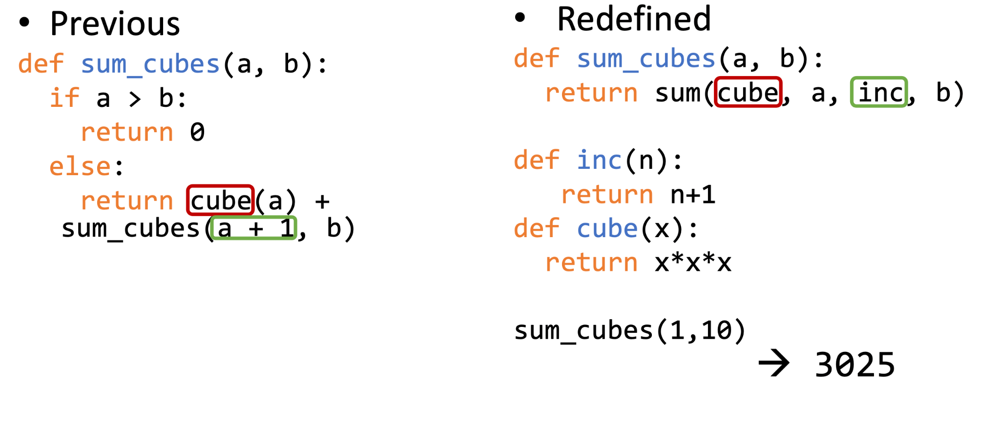 • Previous
def sum_cubes(a, b):
  if a > b:
    return 0
  else:
    return cube(a) +
   sum_cubes(a + 1, b)
• Redefined
def sum_cubes(a, b):
  return sum(cube, a, inc, b)
def inc(n):
   return n+1
def cube(x):
  return x*x*x
sum_cubes(1,10)
→ 3025